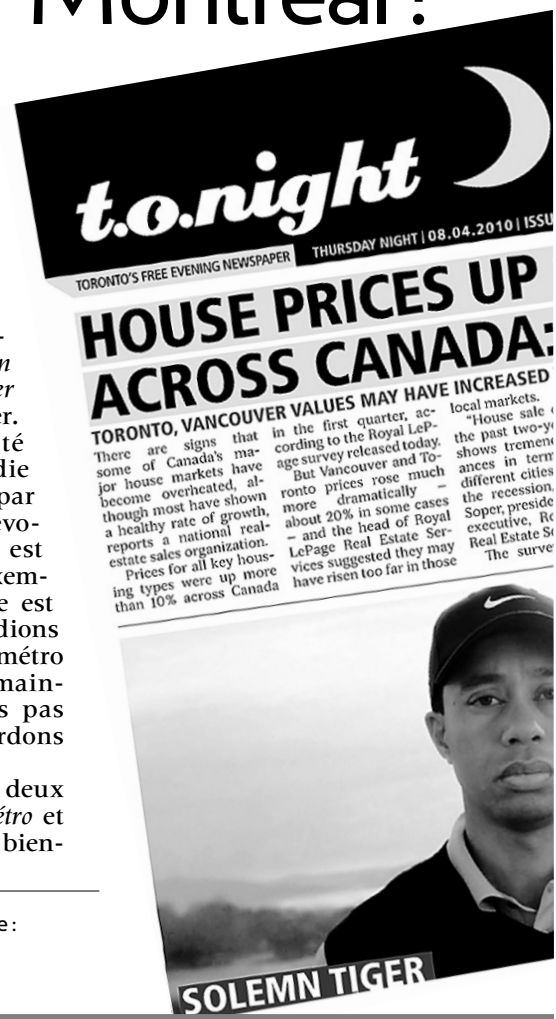 Montréal?
t.o.night
TORONTO'S FREE EVENING NEWSPAPER
THURSDAY NIGHT | 08.04.2010 | ISSU
HOUSE PRICES UP
ACROSS CANADA:
TORONTO, VANCOUVER VALUES MAY HAVE INCREASED
There are signs that
some of Canada's ma-
jor house markets have
become overheated, al-
though most have shown
a healthy rate of growth,
reports a national real-
estate sales organization.
Prices for all key hous-
ing types were up more
than 10% across Canada
in the first quarter, ac-
cording to the Royal LeP-
age survey released today.
But Vancouver and To-
ronto prices rose much
more dramatically –
about 20% in some cases
– and the head of Royal
LePage Real Estate Ser-
vices suggested they may
have risen too far in those
local markets.
"House sale
the past two-y
shows tremen
ances in term
different cities
the recession,
Soper, preside
executive, Ro
Real Estate Se
The surve
SOLEMN TIGER
-
n
er
r.
té
die
par
évo-
est
xem-
e est
dions
métro
main-
s pas
rdons
deux
étro et
bien-
e :